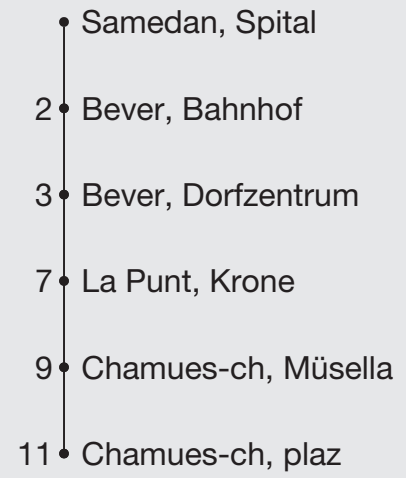 Samedan, Spital
2 Bever, Bahnhof
3 Bever, Dorfzentrum
7 La Punt, Krone
9 Chamues-ch, Müsella
11 Chamues-ch, plaz